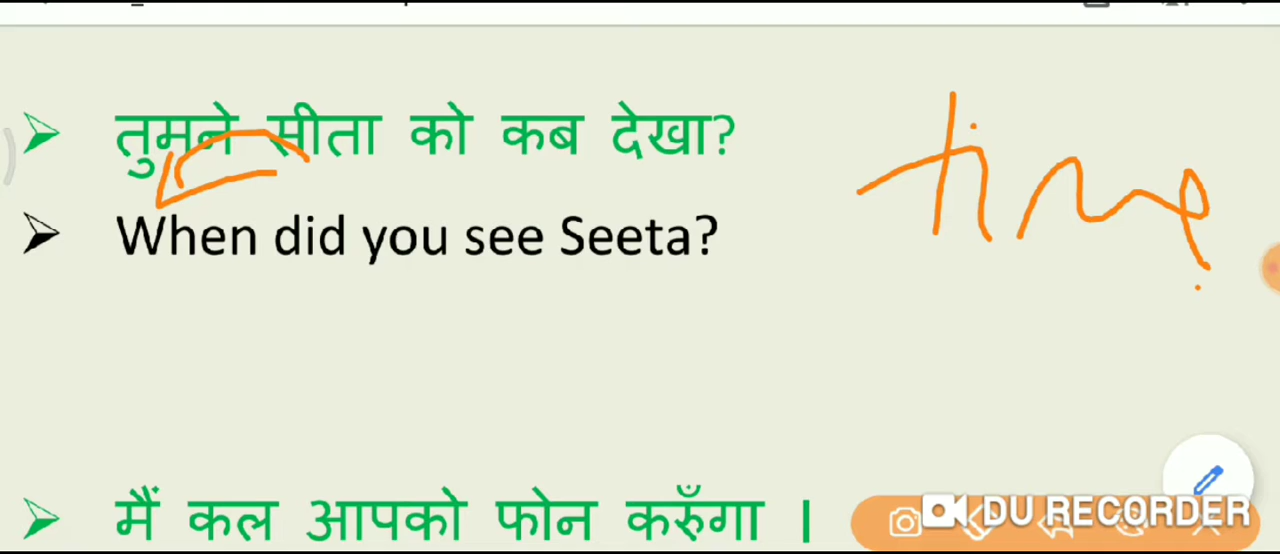 तुमने सीता को कब देखा?
time
When did you see Seeta?
मैं कल आपको फोन करुँगा ।
DU RECORDER